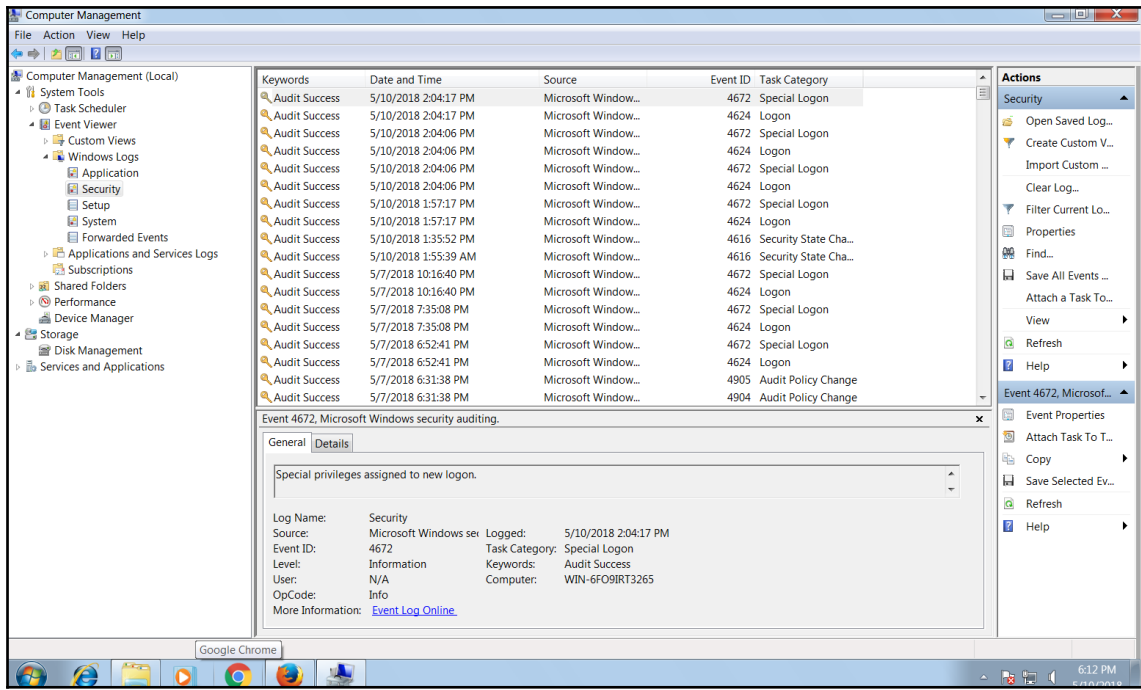 Computer Management
File Action View Help
Computer Management (Local)
System Tools
Task Scheduler
Event Viewer
Custom Views
Windows Logs
Application
Security
Setup
System
Forwarded Events
Applications and Services Logs
Subscriptions
Shared Folders
Performance
Device Manager
Storage
Disk Management
Services and Applications
Keywords Date and Time Source Event ID Task Category
Audit Success 5/10/2018 2:04:17 PM Microsoft Window... 4672 Special Logon
Audit Success 5/10/2018 2:04:17 PM Microsoft Window... 4624 Logon
Audit Success 5/10/2018 2:04:06 PM Microsoft Window... 4672 Special Logon
Audit Success 5/10/2018 2:04:06 PM Microsoft Window... 4624 Logon
Audit Success 5/10/2018 2:04:06 PM Microsoft Window... 4672 Special Logon
Audit Success 5/10/2018 2:04:06 PM Microsoft Window... 4624 Logon
Audit Success 5/10/2018 1:57:17 PM Microsoft Window... 4672 Special Logon
Audit Success 5/10/2018 1:57:17 PM Microsoft Window... 4624 Logon
Audit Success 5/10/2018 1:35:52 PM Microsoft Window... 4616 Security State Cha...
Audit Success 5/10/2018 1:55:39 AM Microsoft Window... 4616 Security State Cha...
Audit Success 5/7/2018 10:16:40 PM Microsoft Window... 4672 Special Logon
Audit Success 5/7/2018 10:16:40 PM Microsoft Window... 4624 Logon
Audit Success 5/7/2018 7:35:08 PM Microsoft Window... 4672 Special Logon
Audit Success 5/7/2018 7:35:08 PM Microsoft Window... 4624 Logon
Audit Success 5/7/2018 6:52:41 PM Microsoft Window... 4672 Special Logon
Audit Success 5/7/2018 6:52:41 PM Microsoft Window... 4624 Logon
Audit Success 5/7/2018 6:31:38 PM Microsoft Window... 4905 Audit Policy Change
Audit Success 5/7/2018 6:31:38 PM Microsoft Window... 4904 Audit Policy Change
Event 4672, Microsoft Windows security auditing.
General Details
Special privileges assigned to new logon.
Log Name: Security
Source: Microsoft Windows sec Logged: 5/10/2018 2:04:17 PM
Event ID: 4672 Task Category: Special Logon
Level: Information Keywords: Audit Success
User: N/A Computer: WIN-6FO9IRT3265
OpCode: Info
More Information: Event Log Online
Actions
Security
Open Saved Log...
Create Custom V...
Import Custom ...
Clear Log...
Filter Current Lo...
Properties
Find...
Save All Events ...
Attach a Task To...
View
Refresh
Help
Event 4672, Microsof...
Event Properties
Attach Task To T...
Copy
Save Selected Ev...
Refresh
Help
Google Chrome
6:12 PM
5/10/2018